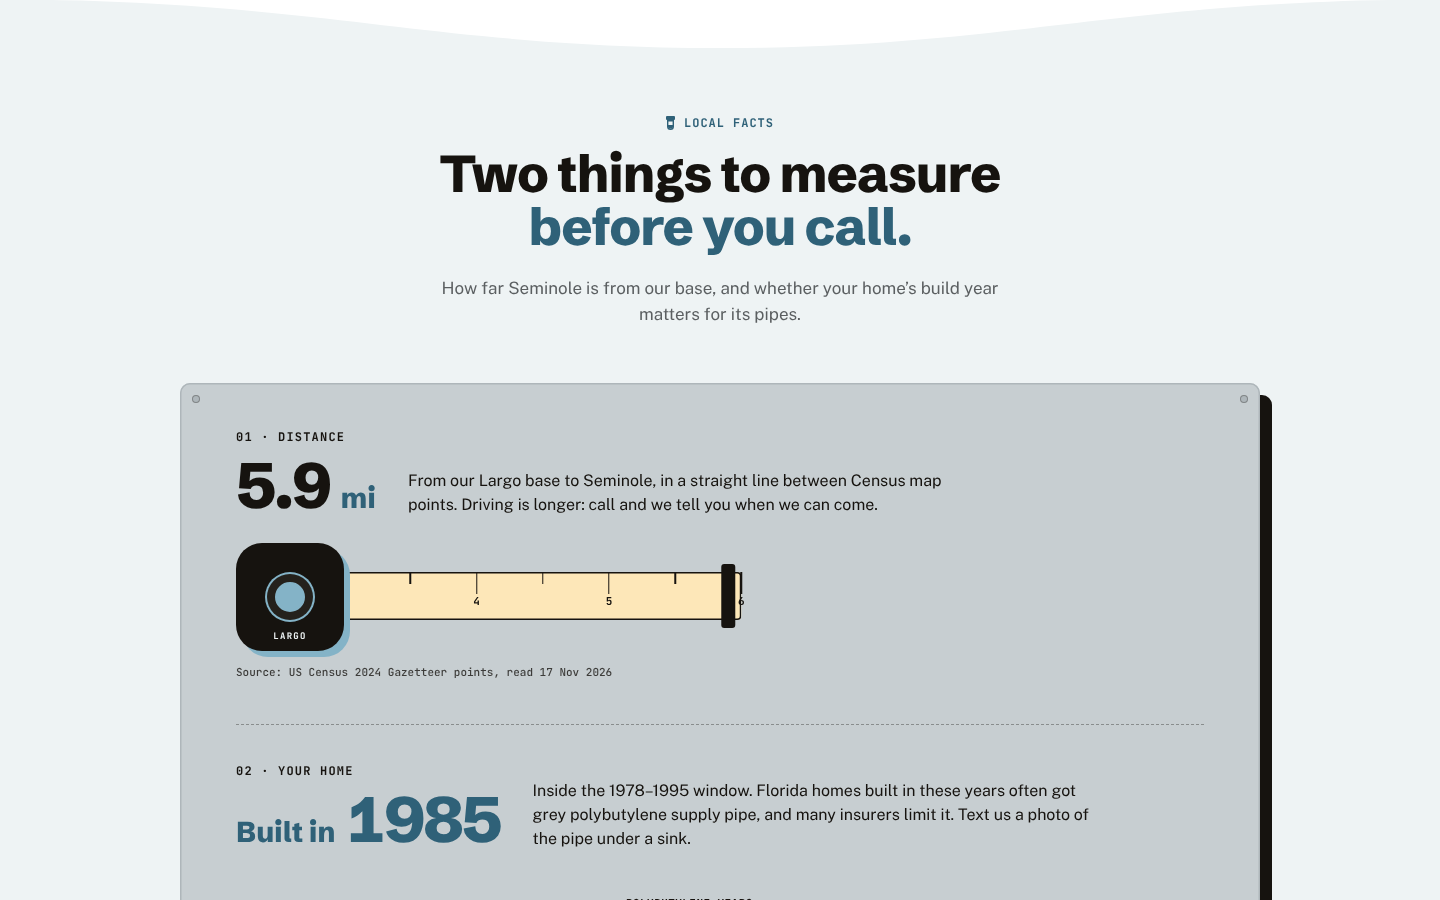 LOCAL FACTS
Two things to measure
before you call.
How far Seminole is from our base, and whether your home’s build year
matters for its pipes.
01 · DISTANCE
5.9 mi
From our Largo base to Seminole, in a straight line between Census map
points. Driving is longer: call and we tell you when we can come.
4 5 6
LARGO
Source: US Census 2024 Gazetteer points, read 17 Nov 2026
02 · YOUR HOME
Built in 1985
Inside the 1978–1995 window. Florida homes built in these years often got
grey polybutylene supply pipe, and many insurers limit it. Text us a photo of
the pipe under a sink.